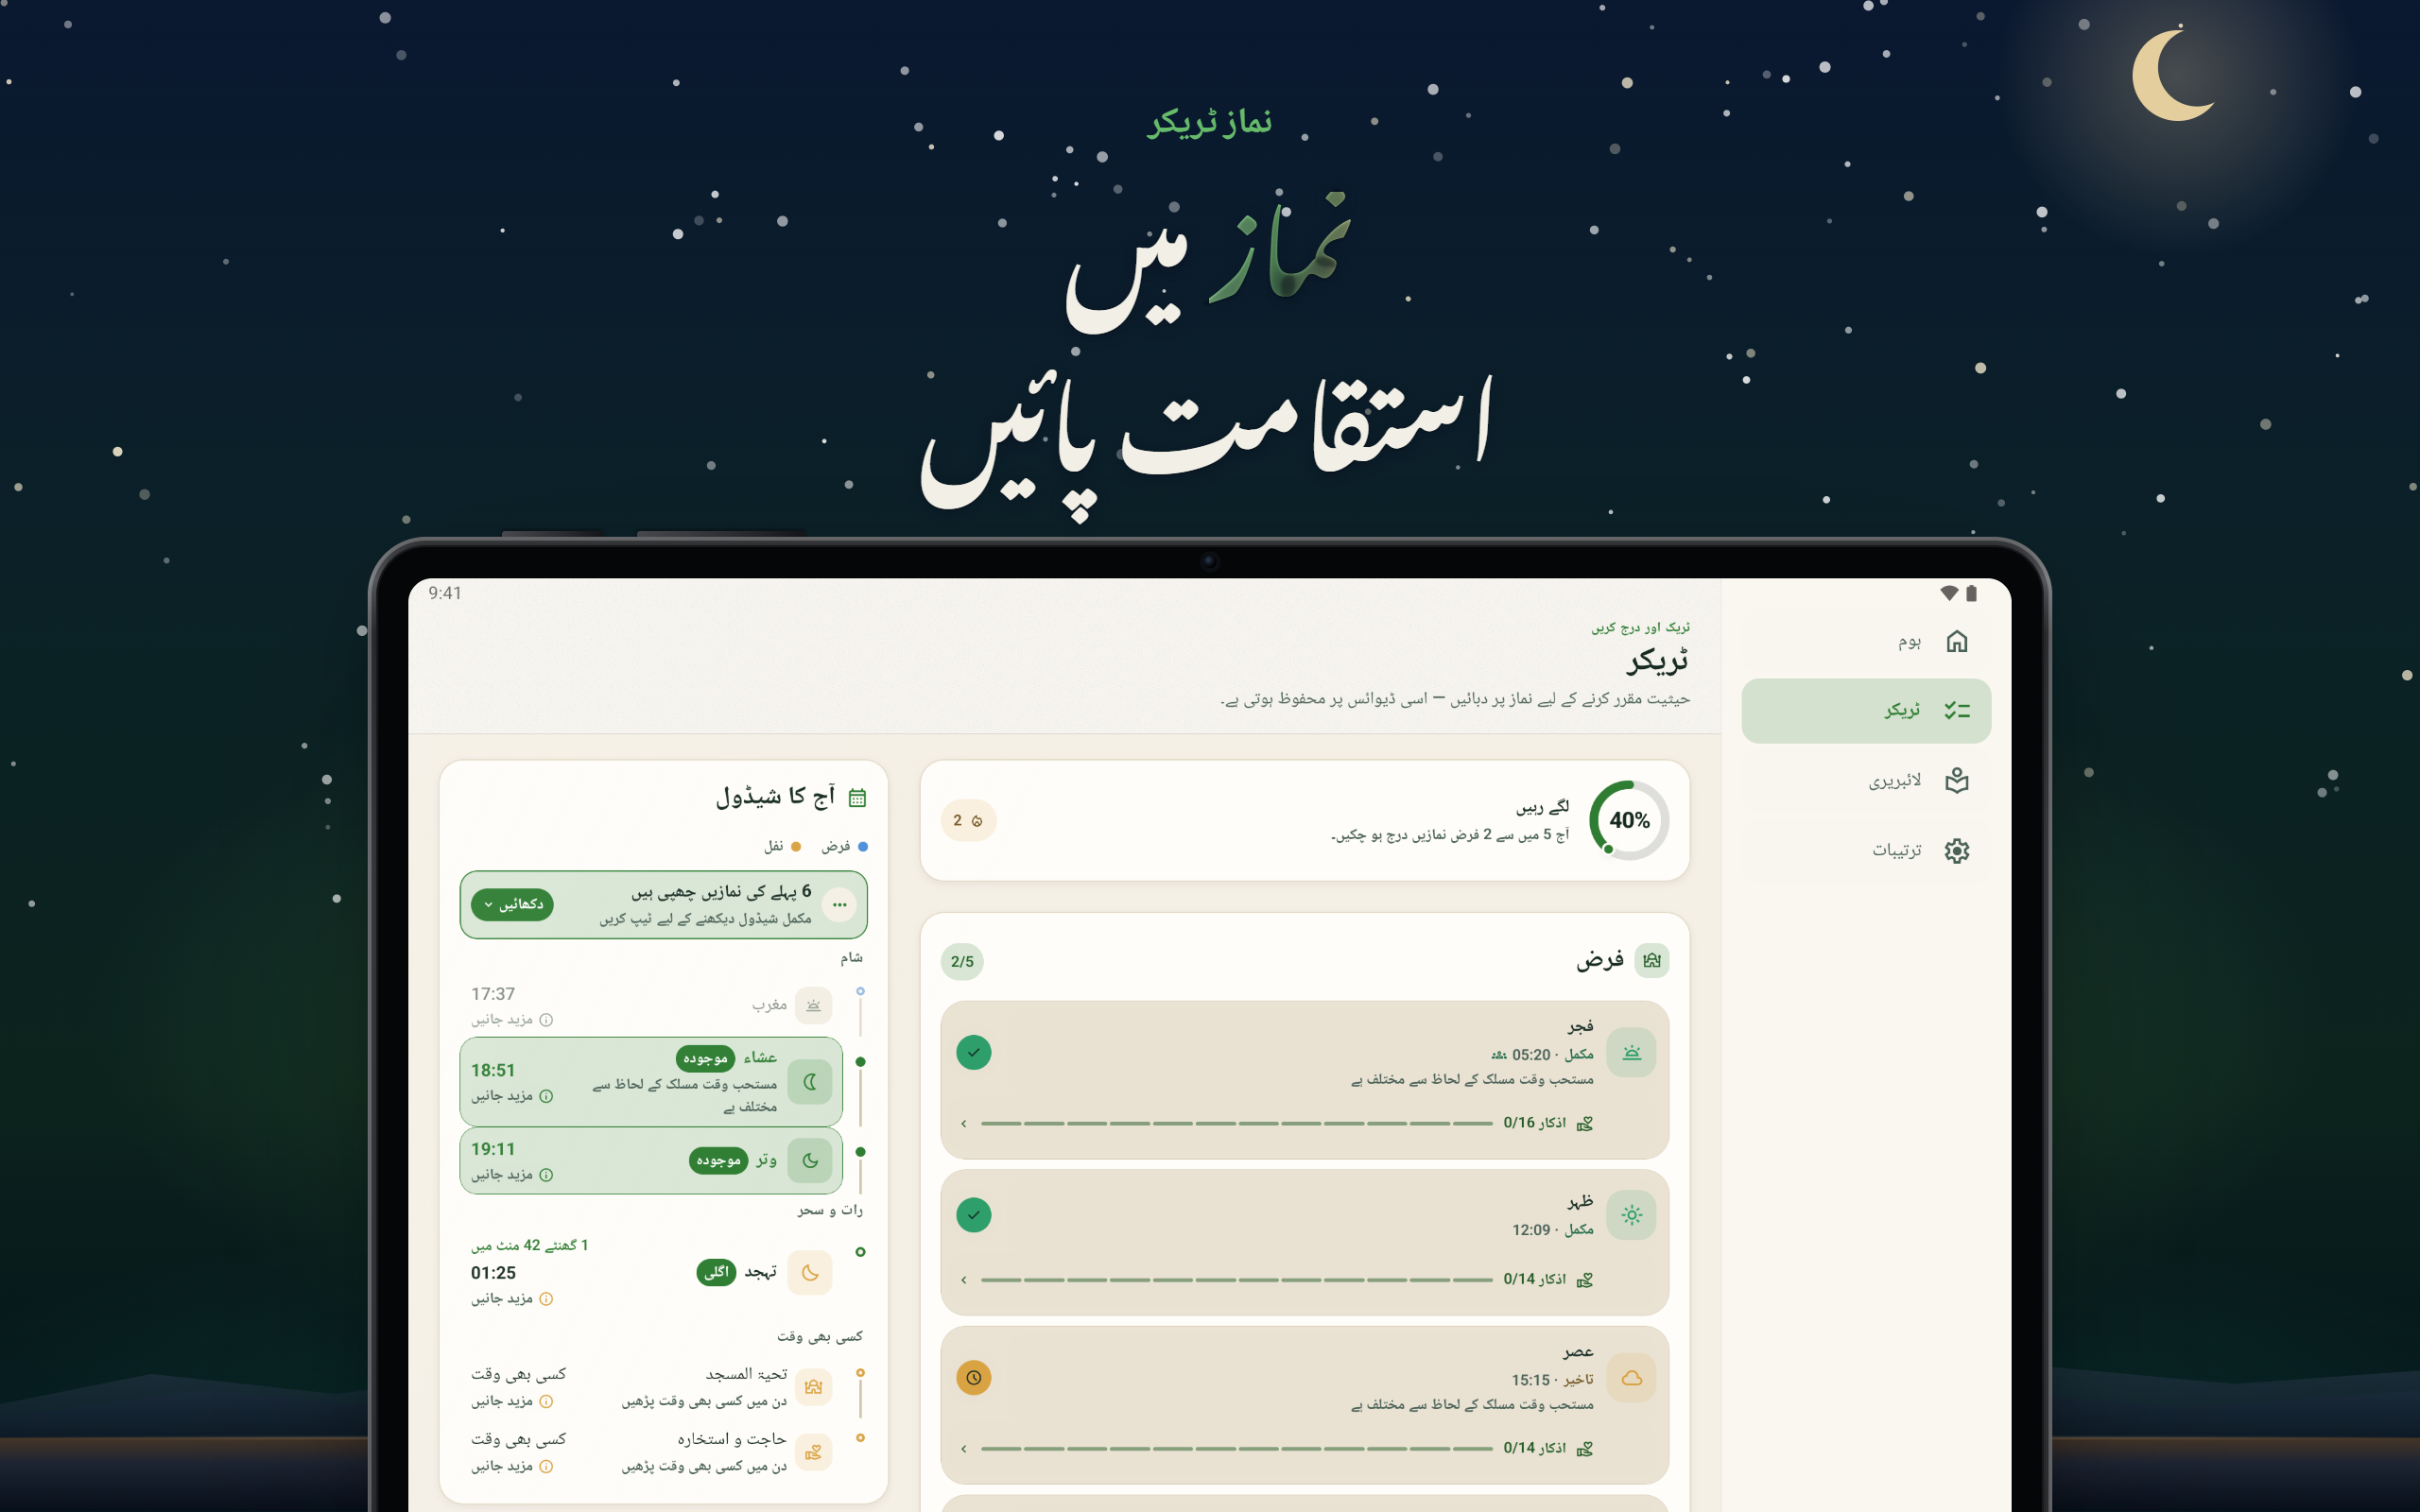 نماز ٹریکر
نماز میں
استقامت پائیں
9:41
ہوم
ٹریکر
لائبریری
ترتیبات
ٹریک اور درج کریں
ٹریکر
حیثیت مقرر کرنے کے لیے نماز پر دبائیں — اسی ڈیوائس پر محفوظ ہوتی ہے۔
40%
لگے رہیں
آج 5 میں سے 2 فرض نمازیں درج ہو چکیں۔
2
فرض
2/5
فجر
مکمل · 05:20
مستحب وقت مسلک کے لحاظ سے مختلف ہے
اذکار 0/16
ظہر
مکمل · 12:09
اذکار 0/14
عصر
تاخیر · 15:15
مستحب وقت مسلک کے لحاظ سے مختلف ہے
اذکار 0/14
آج کا شیڈول
فرض
نفل
6 پہلے کی نمازیں چھپی ہیں
مکمل شیڈول دیکھنے کے لیے ٹیپ کریں
دکھائیں
شام
مغرب
17:37
مزید جانیں
عشاء
موجودہ
مستحب وقت مسلک کے لحاظ سے
مختلف ہے
18:51
مزید جانیں
وتر
موجودہ
19:11
مزید جانیں
رات و سحر
تہجد
اگلی
1 گھنٹے 42 منٹ میں
01:25
مزید جانیں
کسی بھی وقت
تحیۃ المسجد
دن میں کسی بھی وقت پڑھیں
کسی بھی وقت
مزید جانیں
حاجت و استخارہ
دن میں کسی بھی وقت پڑھیں
کسی بھی وقت
مزید جانیں